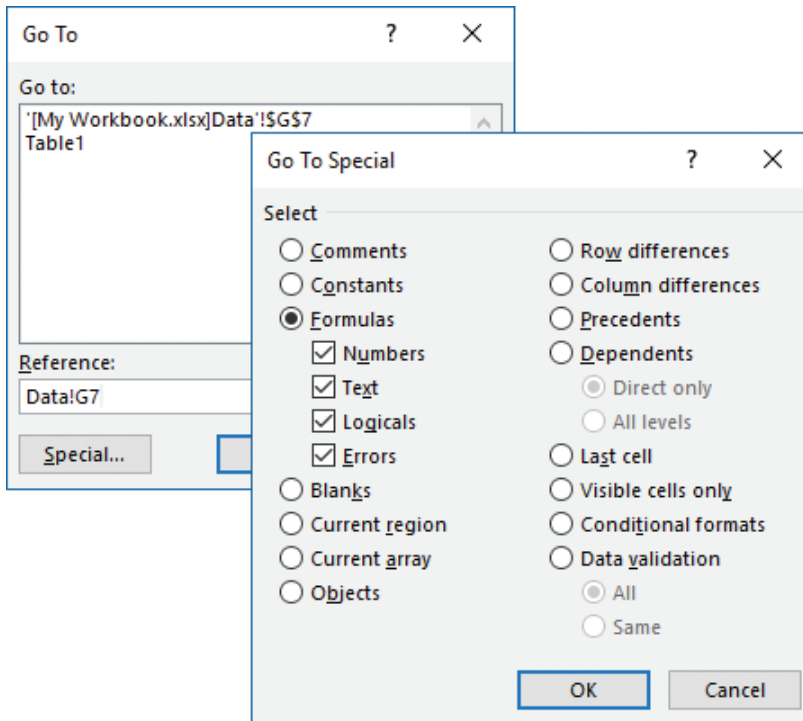 Go To ?
Go to:
'[My Workbook.xlsx]Data'!$G$7
Table1
Reference:
Data!G7
Special...
Go To Special ?
Select
Comments
Constants
Formulas
Numbers
Text
Logicals
Errors
Blanks
Current region
Current array
Objects
Row differences
Column differences
Precedents
Dependents
Direct only
All levels
Last cell
Visible cells only
Conditional formats
Data validation
All
Same
OK
Cancel